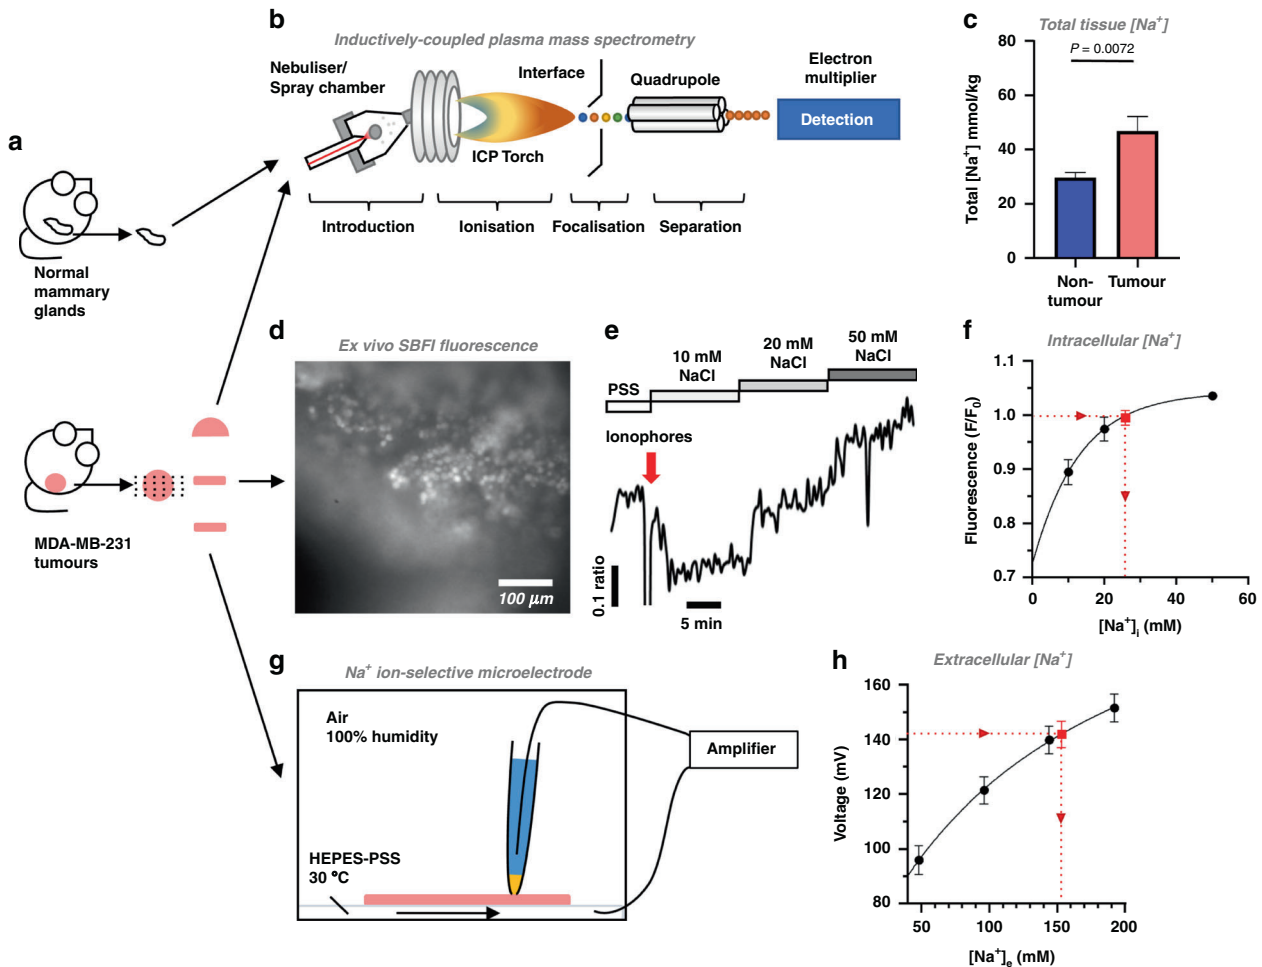 a
Normal
mammary
glands
MDA-MB-231
tumours
b
Inductively-coupled plasma mass spectrometry
Nebuliser/
Spray chamber
Interface
Quadrupole
Electron
multiplier
ICP Torch
Detection
Introduction
Ionisation
Focalisation
Separation
c
Total tissue [Na⁺]
P = 0.0072
Total [Na⁺] mmol/kg
80
60
40
20
0
Non-
tumour
Tumour
d
Ex vivo SBFI fluorescence
100 μm
e
PSS
10 mM
NaCl
20 mM
NaCl
50 mM
NaCl
Ionophores
0.1 ratio
5 min
f
Intracellular [Na⁺]
Fluorescence (F/F₀)
1.1
1.0
0.9
0.8
0.7
0
20
40
60
[Na⁺]ᵢ (mM)
g
Na⁺ ion-selective microelectrode
Air
100% humidity
Amplifier
HEPES-PSS
30 °C
h
Extracellular [Na⁺]
Voltage (mV)
160
140
120
100
80
50
100
150
200
[Na⁺]ₑ (mM)